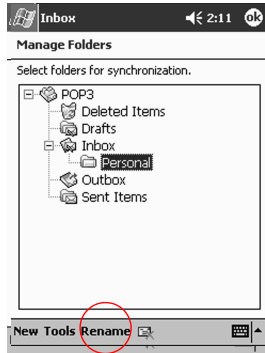 Inbox 2:11 ok
Manage Folders
Select folders for synchronization.
POP3
Deleted Items
Drafts
Inbox
Personal
Outbox
Sent Items
New Tools Rename